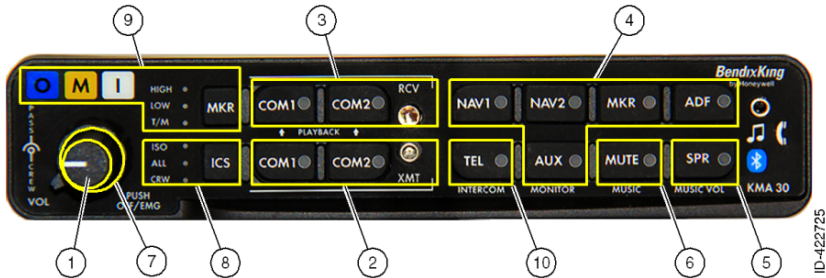 9 3 4
BendixKing
by Honeywell
O M I HIGH RCV
LOW MKR COM1 COM2 NAV1 NAV2 MKR ADF
T/M
PLAYBACK
PASS
CREW
ISO
ALL ICS COM1 COM2 TEL AUX MUTE SPR
CRW
XMT
VOL PUSH OFF/EMG INTERCOM MONITOR MUSIC MUSIC VOL KMA 30
1 7 8 2 10 6 5
ID-422725